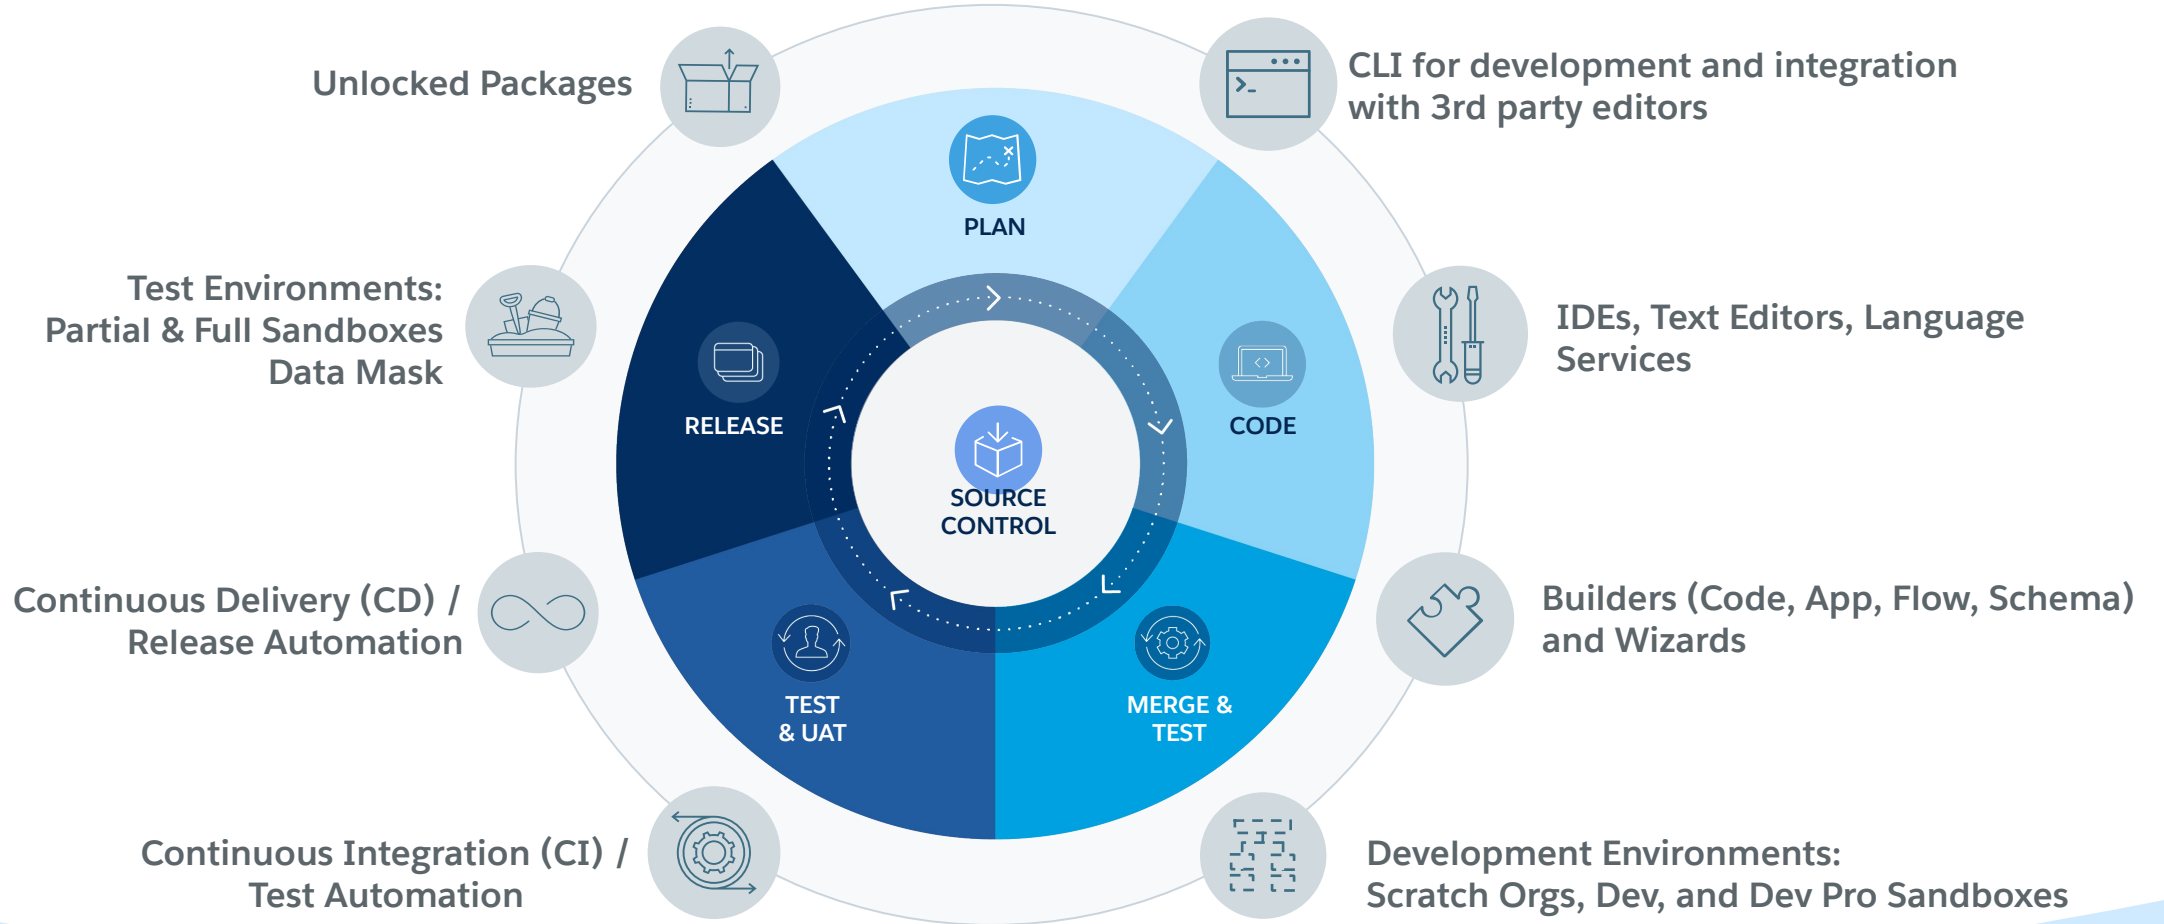 Unlocked Packages
CLI for development and integration
with 3rd party editors
PLAN
Test Environments:
Partial & Full Sandboxes
Data Mask
IDEs, Text Editors, Language
Services
RELEASE
CODE
SOURCE
CONTROL
Continuous Delivery (CD) /
Release Automation
Builders (Code, App, Flow, Schema)
and Wizards
TEST
& UAT
MERGE &
TEST
Continuous Integration (CI) /
Test Automation
Development Environments:
Scratch Orgs, Dev, and Dev Pro Sandboxes